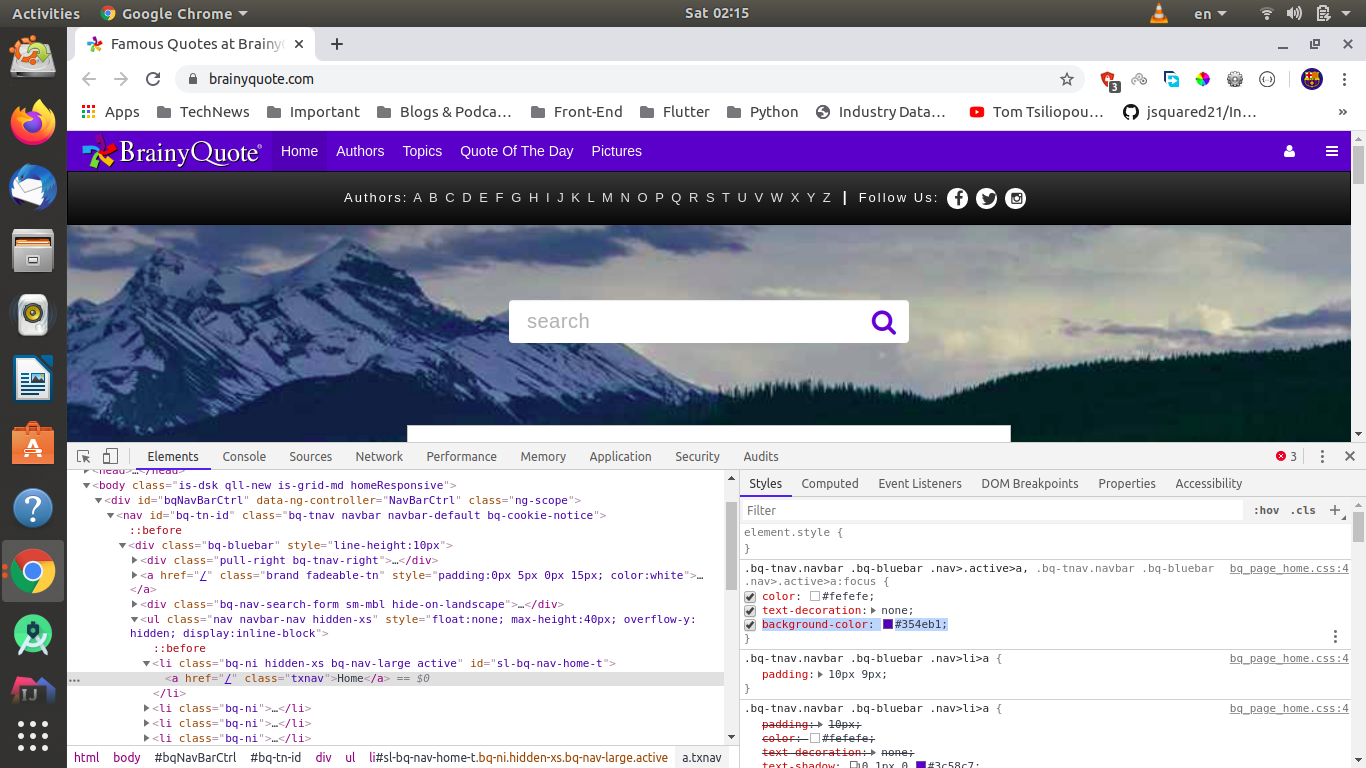 Activities Google Chrome Sat 02:15 en
Famous Quotes at Brainy
brainyquote.com 3
Apps TechNews Important Blogs & Podca… Front-End Flutter Python Industry Data… Tom Tsiliopou… jsquared21/In… »
BrainyQuote® Home Authors Topics Quote Of The Day Pictures
Authors: A B C D E F G H I J K L M N O P Q R S T U V W X Y Z | Follow Us:
search
Elements Console Sources Network Performance Memory Application Security Audits 3
<head>…</head>
<body class="is-dsk qll-new is-grid-md homeResponsive">
<div id="bqNavBarCtrl" data-ng-controller="NavBarCtrl" class="ng-scope">
<nav id="bq-tn-id" class="bq-tnav navbar navbar-default bq-cookie-notice">
::before
<div class="bq-bluebar" style="line-height:10px">
<div class="pull-right bq-tnav-right">…</div>
<a href="/" class="brand fadeable-tn" style="padding:0px 5px 0px 15px; color:white">…
</a>
<div class="bq-nav-search-form sm-mbl hide-on-landscape">…</div>
<ul class="nav navbar-nav hidden-xs" style="float:none; max-height:40px; overflow-y:
hidden; display:inline-block">
::before
<li class="bq-ni hidden-xs bq-nav-large active" id="sl-bq-nav-home-t">
… <a href="/" class="txnav">Home</a> == $0
</li>
<li class="bq-ni">…</li>
<li class="bq-ni">…</li>
<li class="bq-ni">…</li>
html body #bqNavBarCtrl #bq-tn-id div ul li#sl-bq-nav-home-t.bq-ni.hidden-xs.bq-nav-large.active a.txnav
Styles Computed Event Listeners DOM Breakpoints Properties Accessibility
Filter :hov .cls +
element.style {
}
.bq-tnav.navbar .bq-bluebar .nav>.active>a, .bq-tnav.navbar .bq-bluebar bq_page_home.css:4
.nav>.active>a:focus {
color: #fefefe;
text-decoration: none;
background-color: #354eb1;
}
.bq-tnav.navbar .bq-bluebar .nav>li>a { bq_page_home.css:4
padding: 10px 9px;
}
.bq-tnav.navbar .bq-bluebar .nav>li>a { bq_page_home.css:4
padding: 10px;
color: #fefefe;
text-decoration: none;
text-shadow: 0 1px 0 #3c58c7;